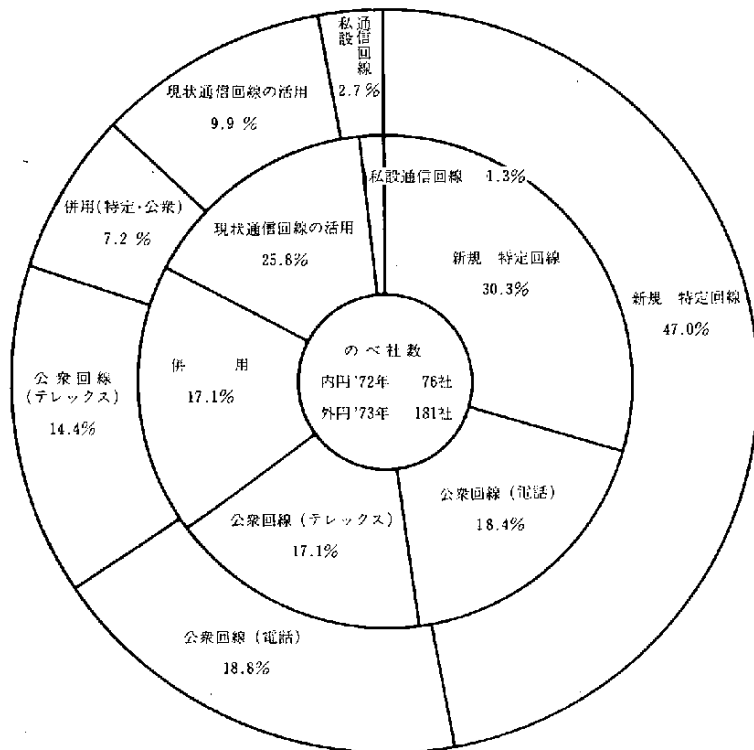 私設
通信回線
2.7%
現状通信回線の活用
9.9 %
併用(特定・公衆)
7.2 %
公衆回線
(テレックス)
14.4%
公衆回線 (電話)
18.8%
新規 特定回線
47.0%
私設通信回線 1.3%
現状通信回線の活用
25.8%
新規 特定回線
30.3%
併 用
17.1%
公衆回線 (テレックス)
17.1%
公衆回線 (電話)
18.4%
のべ社数
内円'72年 76社
外円'73年 181社